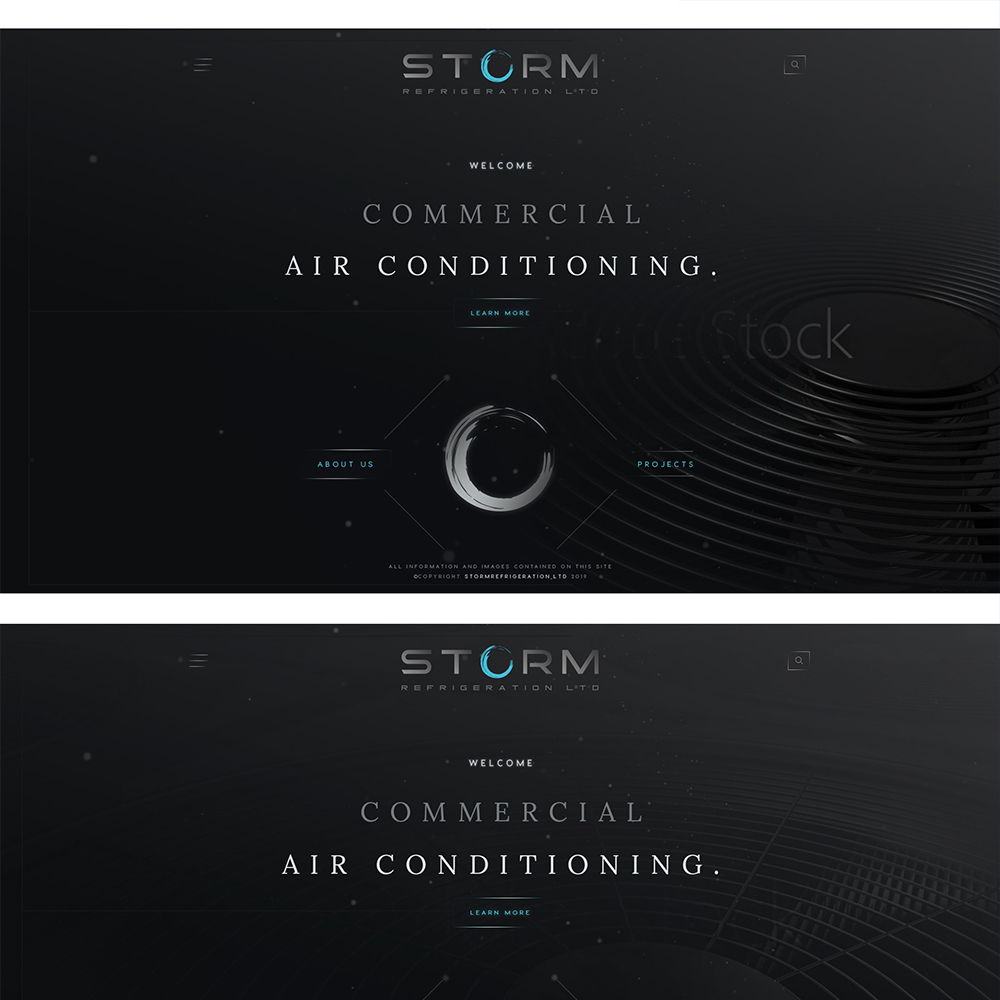 STORM
REFRIGERATION LTD
WELCOME
COMMERCIAL
AIR CONDITIONING.
LEARN MORE
Stock
ABOUT US
PROJECTS
ALL INFORMATION AND IMAGES CONTAINED ON THIS SITE
©COPYRIGHT STORMREFRIGERATION,LTD 2019
STORM
REFRIGERATION LTD
WELCOME
COMMERCIAL
AIR CONDITIONING.
LEARN MORE